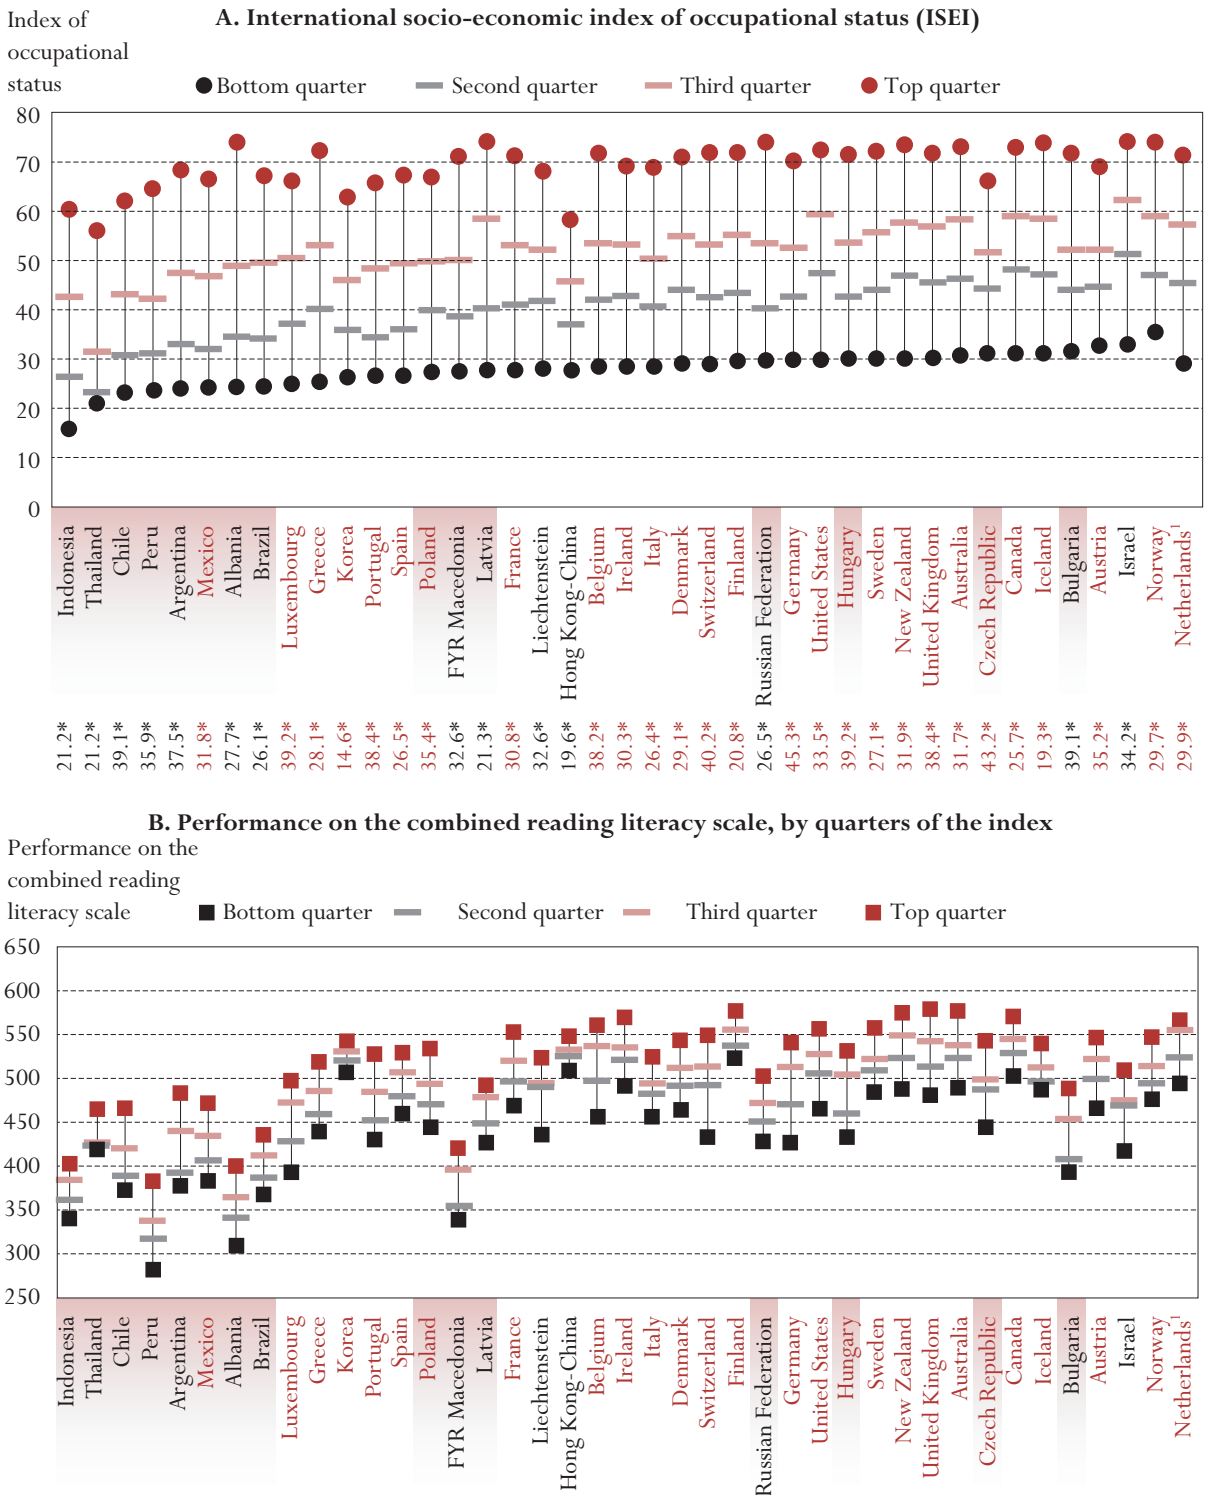 A. International socio-economic index of occupational status (ISEI)
Index of
occupational
status
Bottom quarter Second quarter Third quarter Top quarter
80
70
60
50
40
30
20
10
0
Indonesia
Thailand
Chile
Peru
Argentina
Mexico
Albania
Brazil
Luxembourg
Greece
Korea
Portugal
Spain
Poland
FYR Macedonia
Latvia
France
Liechtenstein
Hong Kong-China
Belgium
Ireland
Italy
Denmark
Switzerland
Finland
Russian Federation
Germany
United States
Hungary
Sweden
New Zealand
United Kingdom
Australia
Czech Republic
Canada
Iceland
Bulgaria
Austria
Israel
Norway
Netherlands¹
21.2*
21.2*
39.1*
35.9*
37.5*
31.8*
27.7*
26.1*
39.2*
28.1*
14.6*
38.4*
26.5*
35.4*
32.6*
21.3*
30.8*
32.6*
19.6*
38.2*
30.3*
26.4*
29.1*
40.2*
20.8*
26.5*
45.3*
33.5*
39.2*
27.1*
31.9*
38.4*
31.7*
43.2*
25.7*
19.3*
39.1*
35.2*
34.2*
29.7*
29.9*
B. Performance on the combined reading literacy scale, by quarters of the index
Performance on the
combined reading
literacy scale
Bottom quarter Second quarter Third quarter Top quarter
650
600
550
500
450
400
350
300
250
Indonesia
Thailand
Chile
Peru
Argentina
Mexico
Albania
Brazil
Luxembourg
Greece
Korea
Portugal
Spain
Poland
FYR Macedonia
Latvia
France
Liechtenstein
Hong Kong-China
Belgium
Ireland
Italy
Denmark
Switzerland
Finland
Russian Federation
Germany
United States
Hungary
Sweden
New Zealand
United Kingdom
Australia
Czech Republic
Canada
Iceland
Bulgaria
Austria
Israel
Norway
Netherlands¹